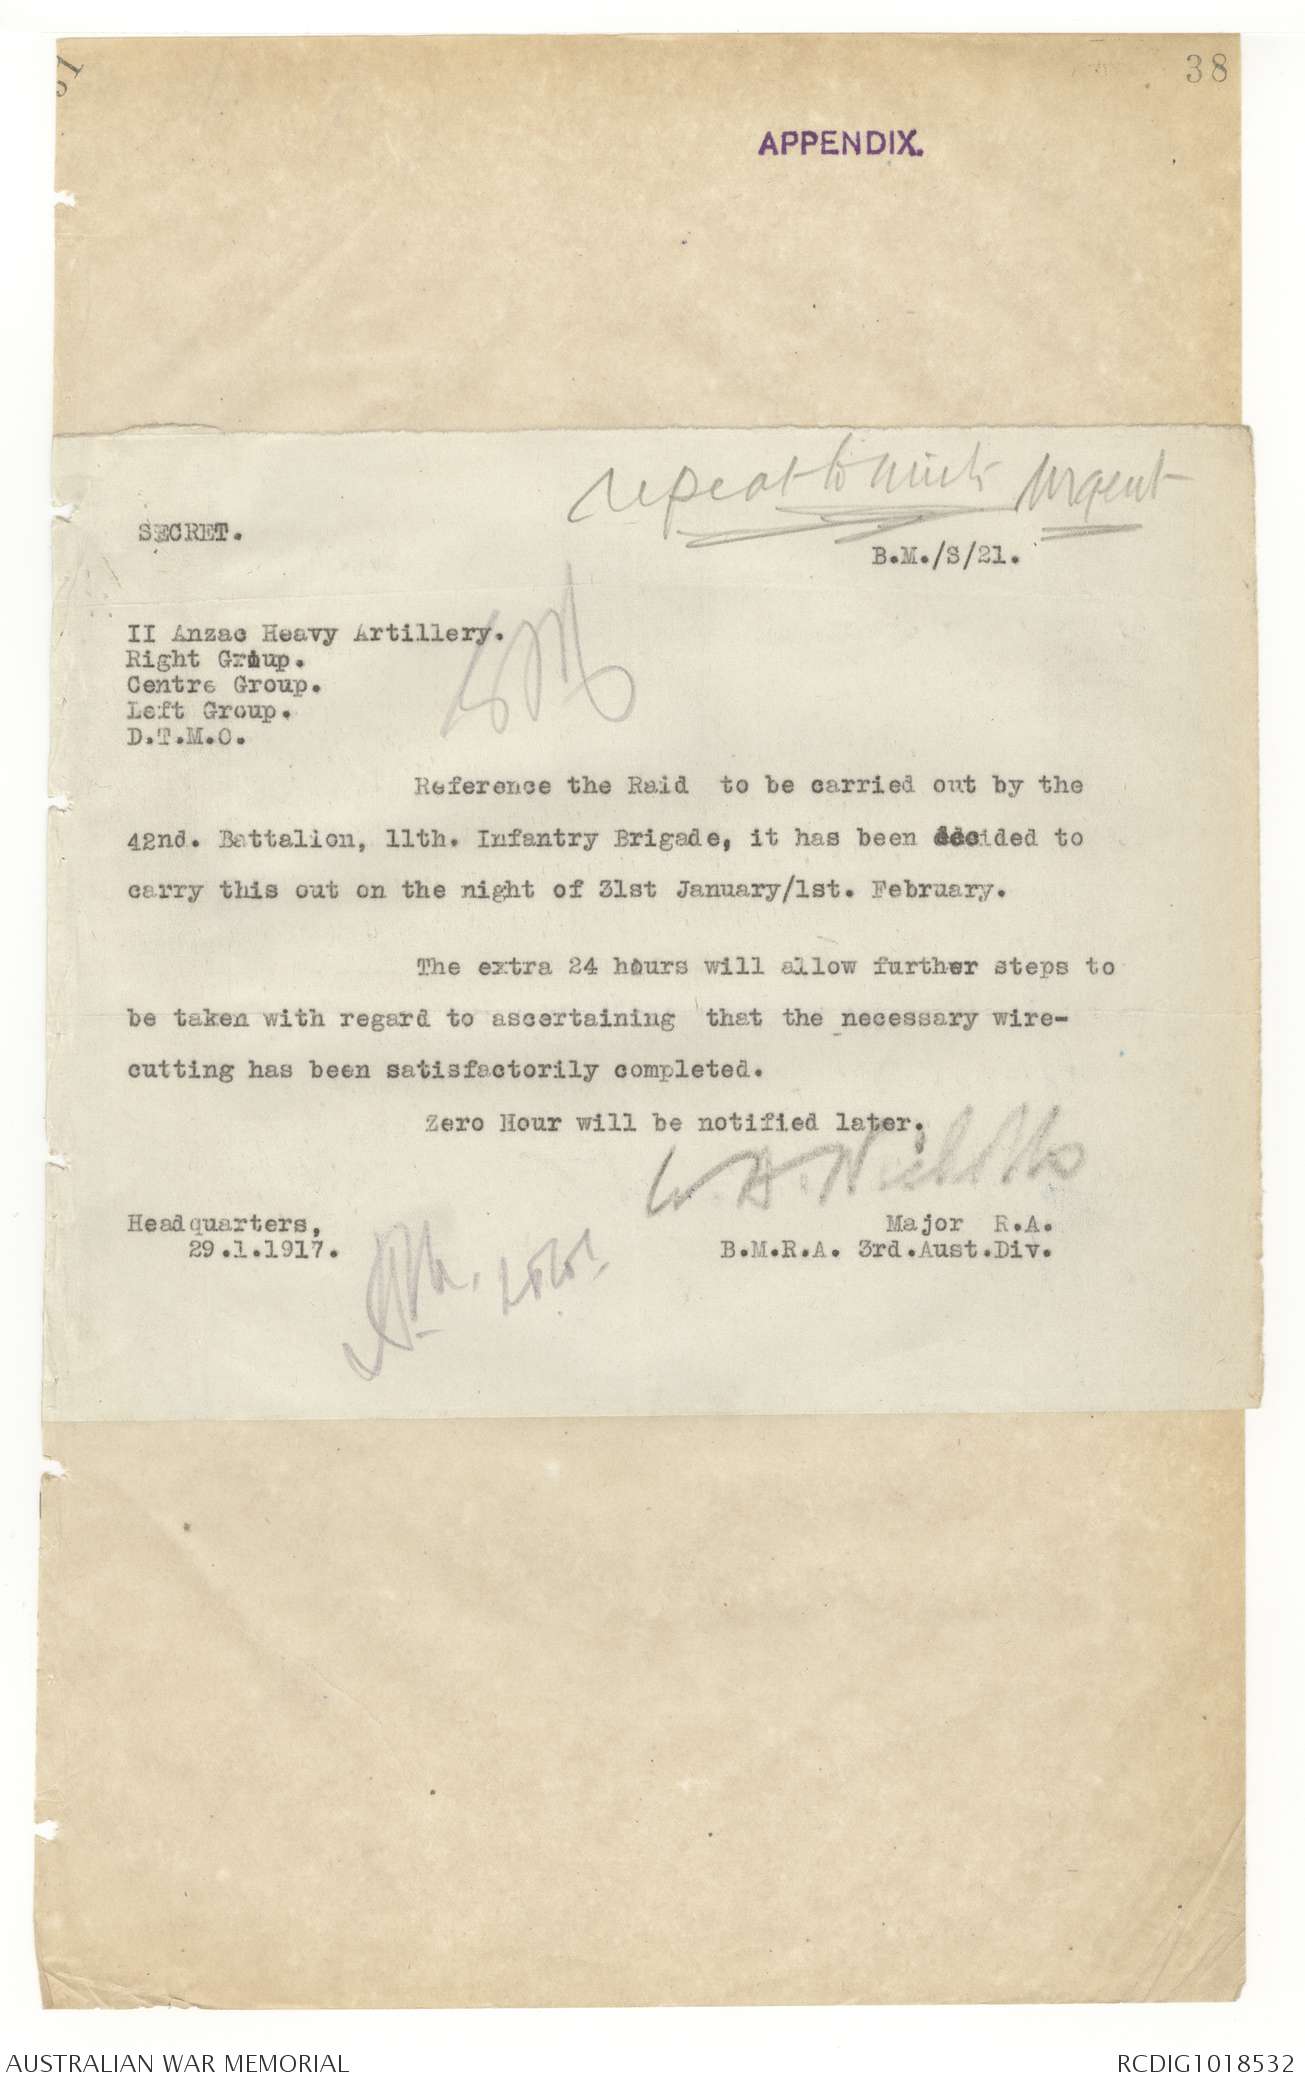 38
APPENDIX.
repeat to Urgent
SECRET.
B.M./S/21.
II Anzac Heavy Artillery.
Right Group.
Centre Group.
Left Group.
D.T.M.O.
Reference the Raid to be carried out by the
42nd. Battalion, 11th. Infantry Brigade, it has been decided to
carry this out on the night of 31st January/1st. February.
The extra 24 hours will allow further steps to
be taken with regard to ascertaining that the necessary wire-
cutting has been satisfactorily completed.
Zero Hour will be notified later.
W. H. Nicholls
Headquarters,
29.1.1917.
Major R.A.
B.M.R.A. 3rd.Aust.Div.
AUSTRALIAN WAR MEMORIAL
RCDIG1018532